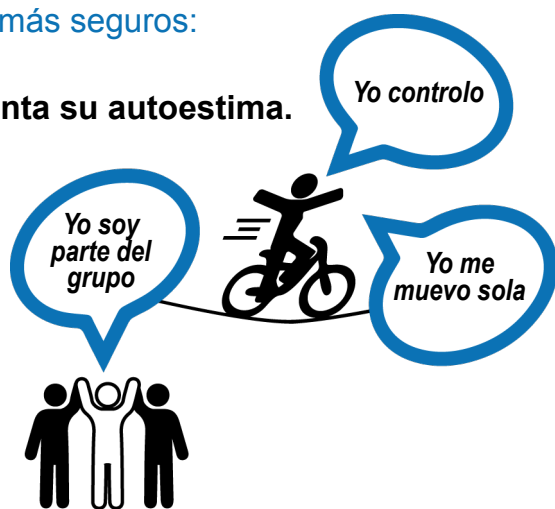 más seguros:
nta su autoestima.
Yo controlo
Yo soy
parte del
grupo
Yo me
muevo sola